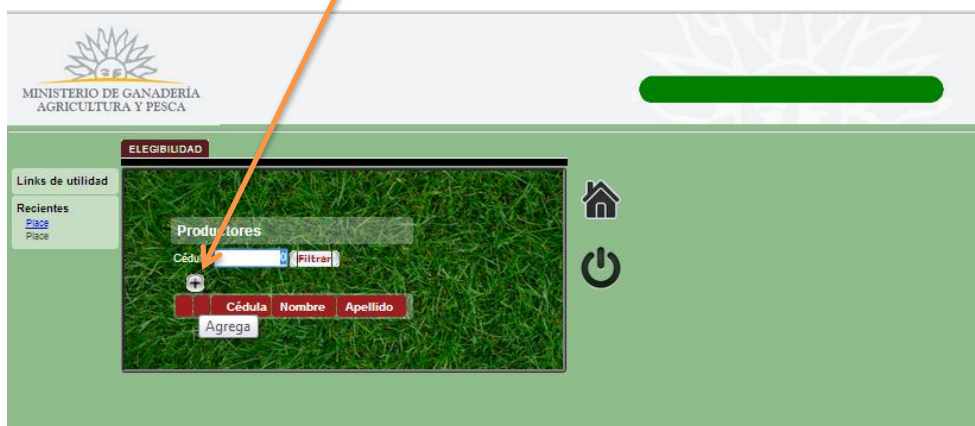 MINISTERIO DE GANADERÍA
AGRICULTURA Y PESCA
ELEGIBILIDAD
Links de utilidad
Recientes
Place
Place
Productores
0 Filtrar
Cédula Nombre Apellido
Agrega